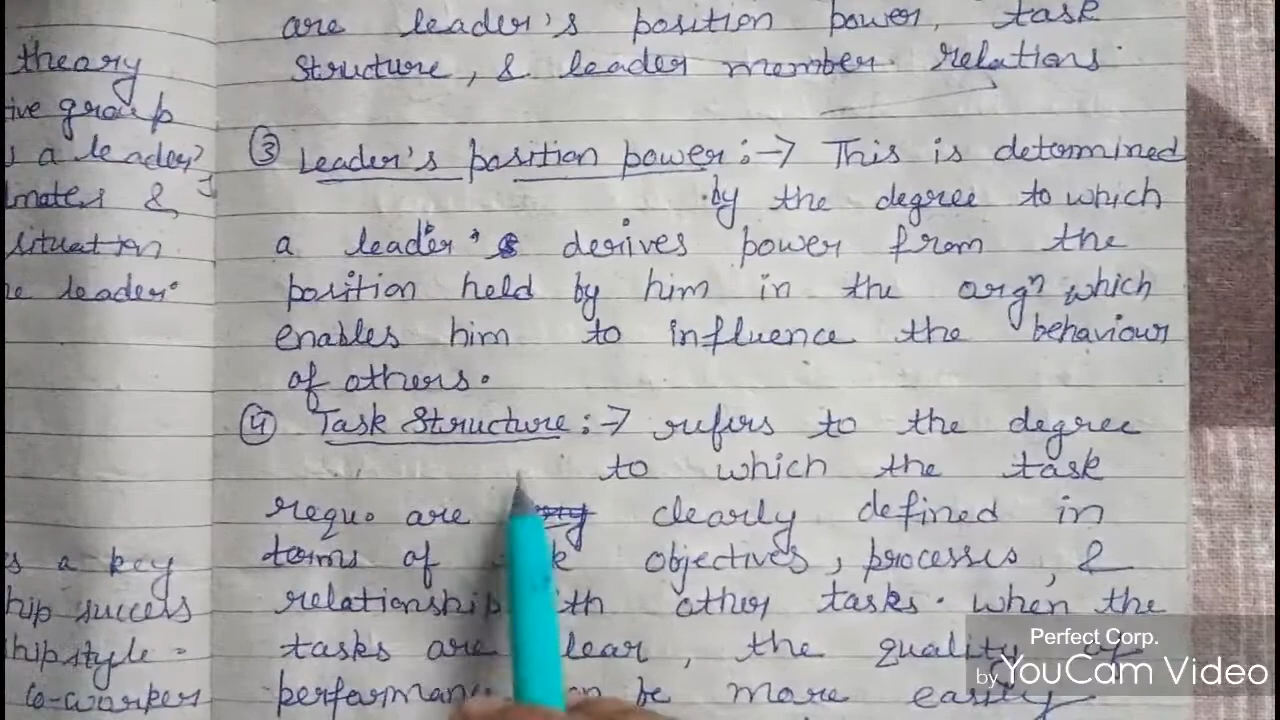 theory
ive group
s a leader's
mates &
situation
re leader.
s a key
hip success
hip style.
co-worker
are leader's position power, task
structure, & leader member relations.
③ Leader's position power :→ This is determined
by the degree to which
a leader derives power from the
position held by him in the orgn which
enables him to influence the behaviour
of others.
④ Task Structure :→ refers to the degree
to which the task
requ. are clearly defined in
terms of objectives, processes, &
relationship with other tasks. When the
tasks are clear, the quality of
performance can be more easily
Perfect Corp.
by YouCam Video